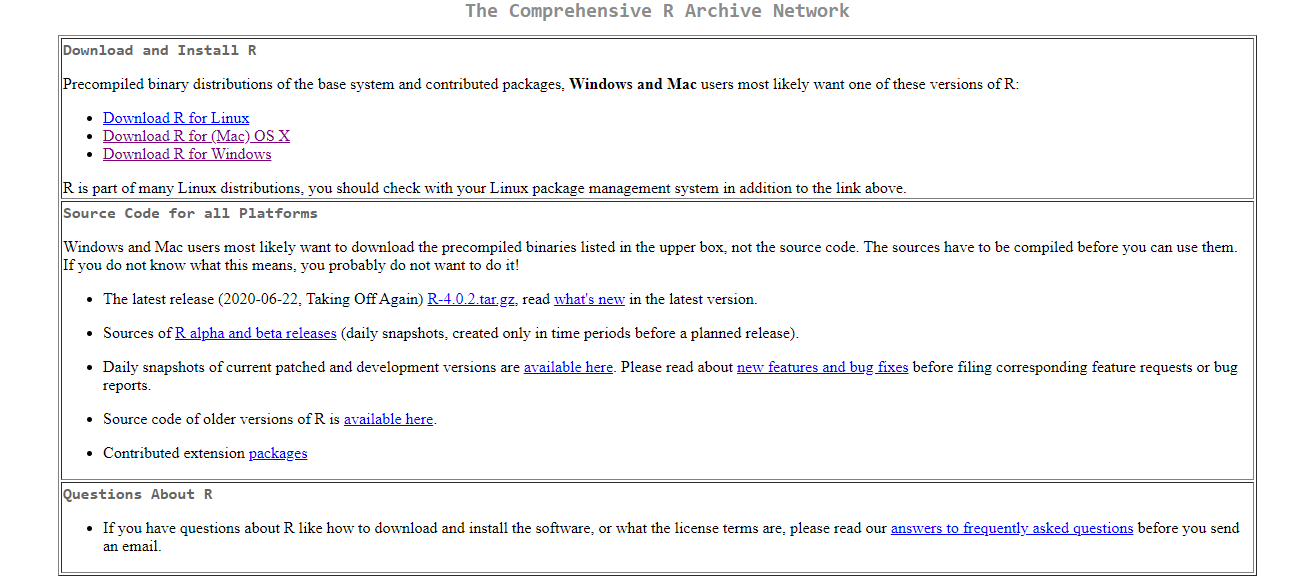 The Comprehensive R Archive Network
Download and Install R
Precompiled binary distributions of the base system and contributed packages, Windows and Mac users most likely want one of these versions of R:
Download R for Linux
Download R for (Mac) OS X
Download R for Windows
R is part of many Linux distributions, you should check with your Linux package management system in addition to the link above.
Source Code for all Platforms
Windows and Mac users most likely want to download the precompiled binaries listed in the upper box, not the source code. The sources have to be compiled before you can use them.
If you do not know what this means, you probably do not want to do it!
The latest release (2020-06-22, Taking Off Again) R-4.0.2.tar.gz, read what's new in the latest version.
Sources of R alpha and beta releases (daily snapshots, created only in time periods before a planned release).
Daily snapshots of current patched and development versions are available here. Please read about new features and bug fixes before filing corresponding feature requests or bug
reports.
Source code of older versions of R is available here.
Contributed extension packages
Questions About R
If you have questions about R like how to download and install the software, or what the license terms are, please read our answers to frequently asked questions before you send
an email.